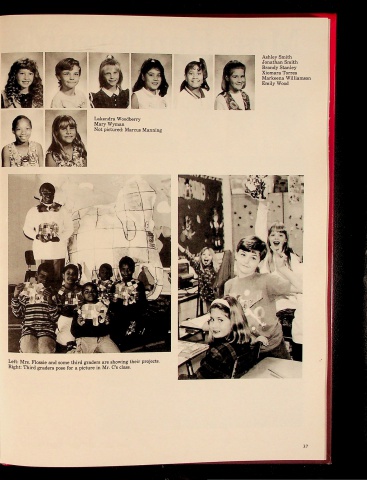 Ashley Smith
Jonathan Smith
Brandy Stanley
Xiomara Torres
Markeena Williamson
Emily Wood
Lakendra Woodberry
Mary Wyman
Not pictured: Marcus Manning
Left: Mrs. Flossie and some third graders are showing their projects.
Right: Third graders pose for a picture in Mr. C's class.
37